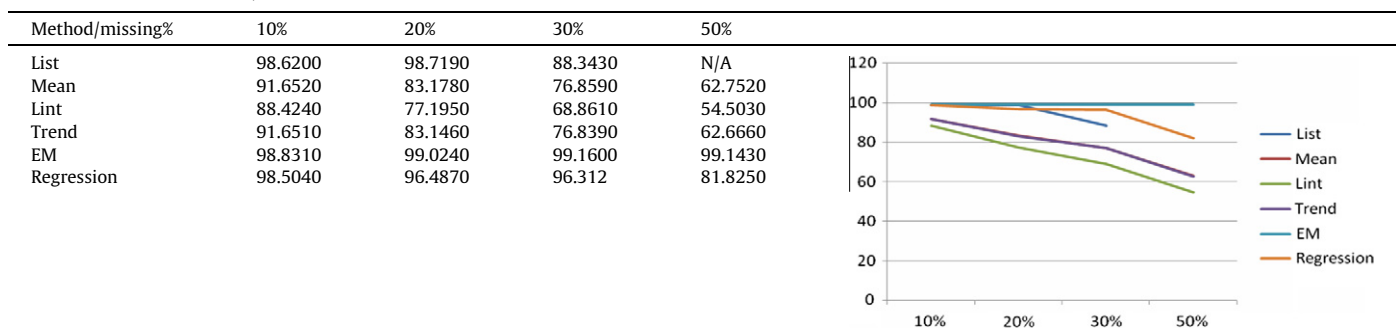 Method/missing% 10% 20% 30% 50%
List 98.6200 98.7190 88.3430 N/A
Mean 91.6520 83.1780 76.8590 62.7520
Lint 88.4240 77.1950 68.8610 54.5030
Trend 91.6510 83.1460 76.8390 62.6660
EM 98.8310 99.0240 99.1600 99.1430
Regression 98.5040 96.4870 96.312 81.8250
120
100
80
60
40
20
0
10% 20% 30% 50%
List
Mean
Lint
Trend
EM
Regression